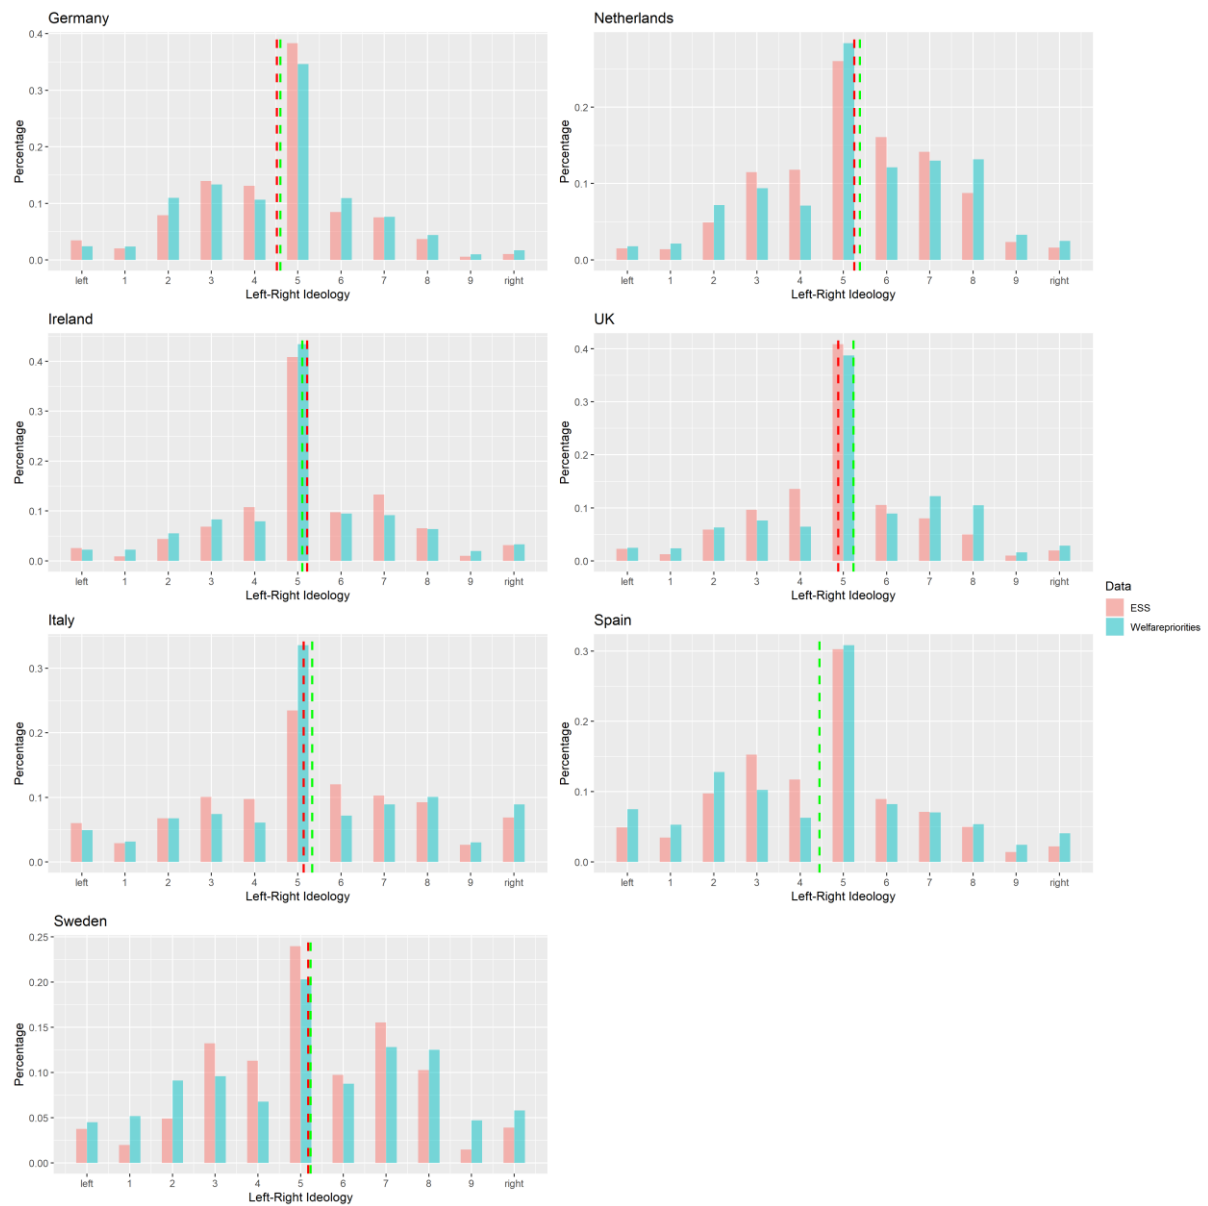 Germany
Percentage
0.4
0.3
0.2
0.1
0.0
left 1 2 3 4 5 6 7 8 9 right
Left-Right Ideology
Netherlands
Percentage
0.2
0.1
0.0
left 1 2 3 4 5 6 7 8 9 right
Left-Right Ideology
Ireland
Percentage
0.4
0.3
0.2
0.1
0.0
left 1 2 3 4 5 6 7 8 9 right
Left-Right Ideology
UK
Percentage
0.4
0.3
0.2
0.1
0.0
left 1 2 3 4 5 6 7 8 9 right
Left-Right Ideology
Data
ESS
Welfarepriorities
Italy
Percentage
0.3
0.2
0.1
0.0
left 1 2 3 4 5 6 7 8 9 right
Left-Right Ideology
Spain
Percentage
0.3
0.2
0.1
0.0
left 1 2 3 4 5 6 7 8 9 right
Left-Right Ideology
Sweden
Percentage
0.25
0.20
0.15
0.10
0.05
0.00
left 1 2 3 4 5 6 7 8 9 right
Left-Right Ideology